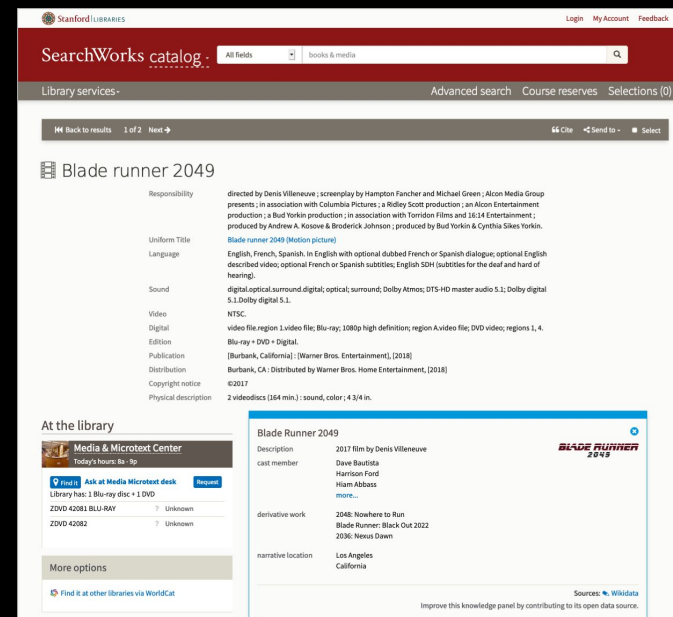 Stanford LIBRARIES
Login My Account Feedback
SearchWorks catalog
All fields
books & media
Library services
Advanced search Course reserves Selections (0)
Back to results 1 of 2 Next
Cite Send to Select
Blade runner 2049
Responsibility directed by Denis Villeneuve ; screenplay by Hampton Fancher and Michael Green ; Alcon Media Group
presents ; in association with Columbia Pictures ; a Ridley Scott production ; an Alcon Entertainment
production ; a Bud Yorkin production ; in association with Torridon Films and 16:14 Entertainment ;
produced by Andrew A. Kosove & Broderick Johnson ; produced by Bud Yorkin & Cynthia Sikes Yorkin.
Uniform Title Blade runner 2049 (Motion picture)
Language English, French, Spanish. In English with optional dubbed French or Spanish dialogue; optional English
described video; optional French or Spanish subtitles; English SDH (subtitles for the deaf and hard of
hearing).
Sound digital.optical.surround.digital; optical; surround; Dolby Atmos; DTS-HD master audio 5.1; Dolby digital
5.1.Dolby digital 5.1.
Video NTSC.
Digital video file.region 1.video file; Blu-ray; 1080p high definition; region A.video file; DVD video; regions 1, 4.
Edition Blu-ray + DVD + Digital.
Publication [Burbank, California] : [Warner Bros. Entertainment], [2018]
Distribution Burbank, CA : Distributed by Warner Bros. Home Entertainment, [2018]
Copyright notice ©2017
Physical description 2 videodiscs (164 min.) : sound, color ; 4 3/4 in.
At the library
Media & Microtext Center
Today's hours: 8a - 9p
Find it Ask at Media Microtext desk Request
Library has: 1 Blu-ray disc + 1 DVD
ZDVD 42081 BLU-RAY ? Unknown
ZDVD 42082 ? Unknown
More options
Find it at other libraries via WorldCat
Blade Runner 2049
BLADE RUNNER
2049
Description 2017 film by Denis Villeneuve
cast member Dave Bautista
Harrison Ford
Hiam Abbass
more...
derivative work 2048: Nowhere to Run
Blade Runner: Black Out 2022
2036: Nexus Dawn
narrative location Los Angeles
California
Sources: Wikidata
Improve this knowledge panel by contributing to its open data source.